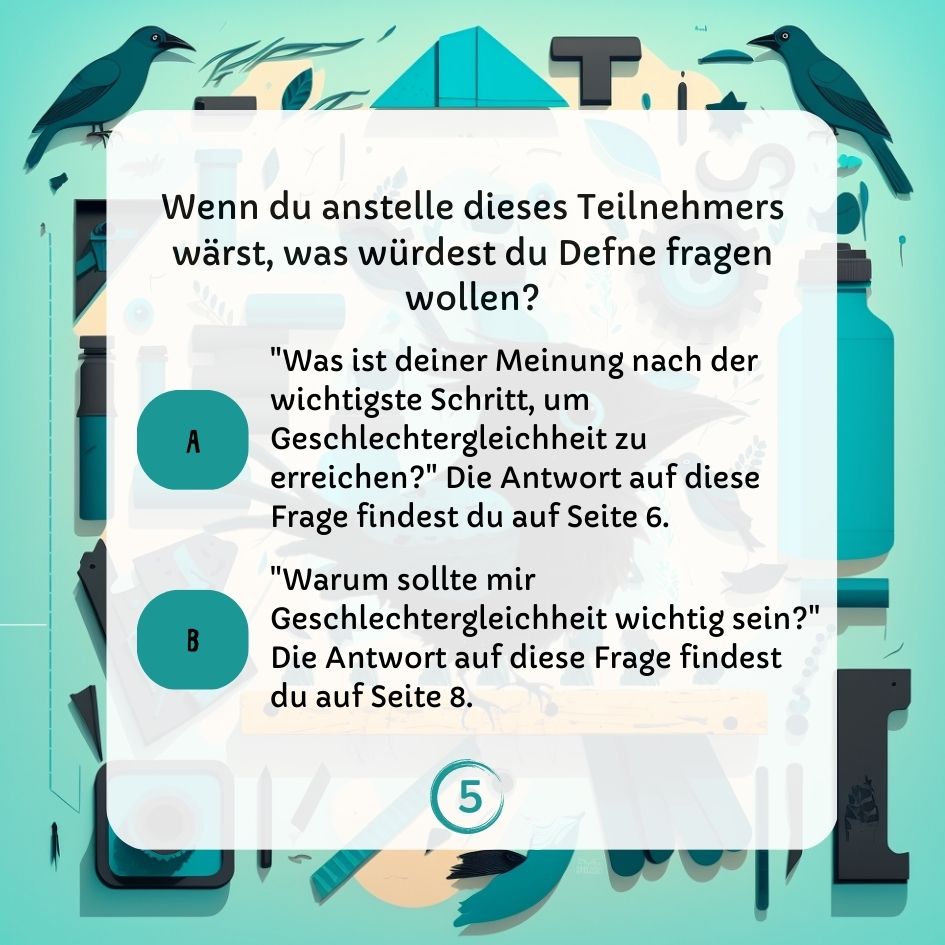 Wenn du anstelle dieses Teilnehmers
wärst, was würdest du Defne fragen
wollen?
A
"Was ist deiner Meinung nach der
wichtigste Schritt, um
Geschlechtergleichheit zu
erreichen?" Die Antwort auf diese
Frage findest du auf Seite 6.
B
"Warum sollte mir
Geschlechtergleichheit wichtig sein?"
Die Antwort auf diese Frage findest
du auf Seite 8.
5